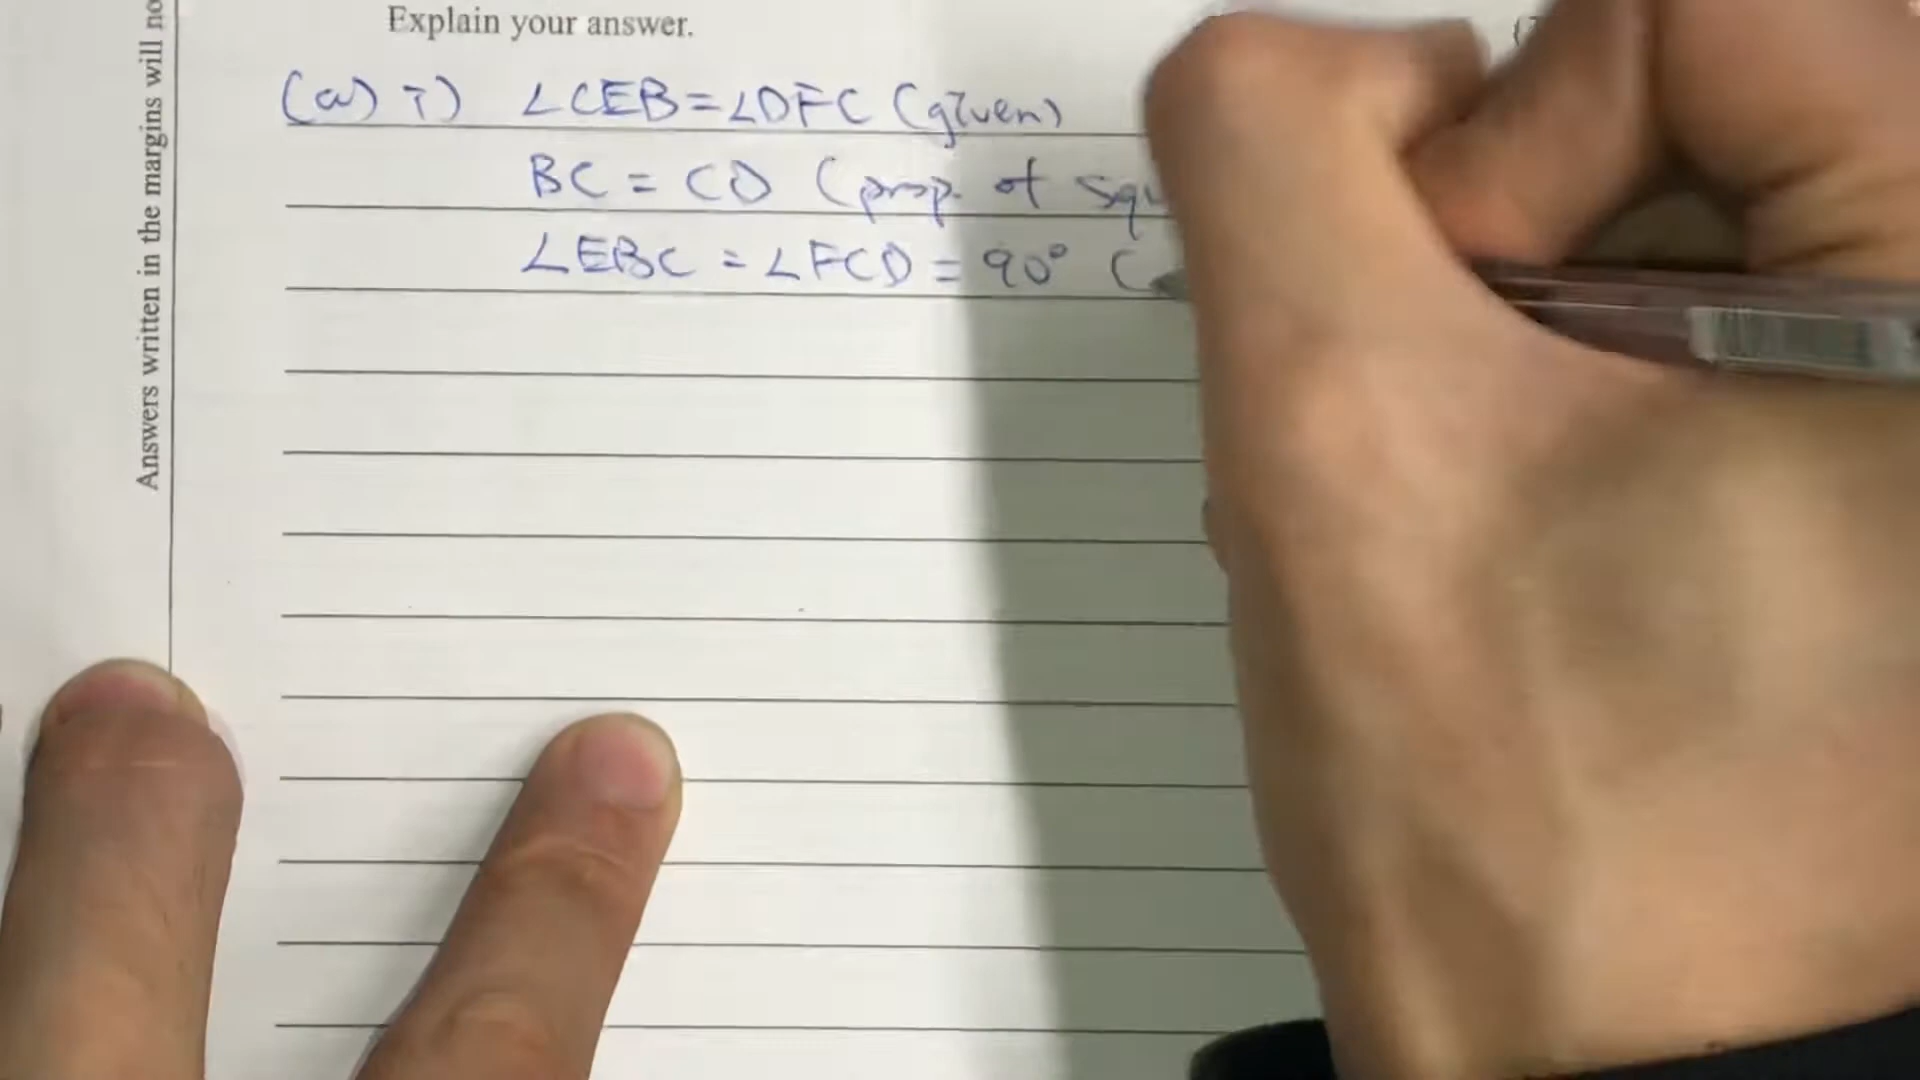 Explain your answer.
(a) i) ∠CEB=∠DFC (given)
BC = CD (prop. of
∠EBC = ∠FCD = 90° (
Answers written in the margins will